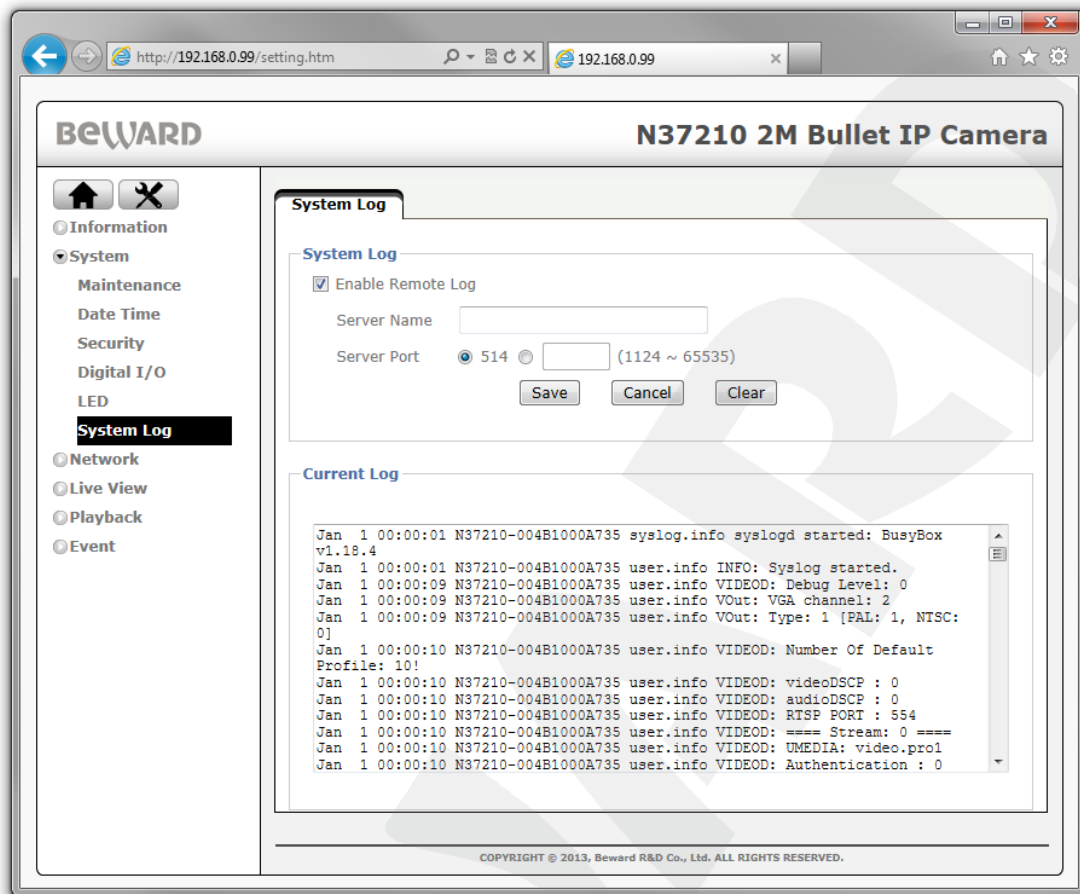 http://192.168.0.99/setting.htm
192.168.0.99
BEWARD
N37210 2M Bullet IP Camera
Information
System
Maintenance
Date Time
Security
Digital I/O
LED
System Log
Network
Live View
Playback
Event
System Log
System Log
Enable Remote Log
Server Name
Server Port 514 (1124 ~ 65535)
Save Cancel Clear
Current Log
Jan  1 00:00:01 N37210-004B1000A735 syslog.info syslogd started: BusyBox
v1.18.4
Jan  1 00:00:01 N37210-004B1000A735 user.info INFO: Syslog started.
Jan  1 00:00:09 N37210-004B1000A735 user.info VIDEOD: Debug Level: 0
Jan  1 00:00:09 N37210-004B1000A735 user.info VOut: VGA channel: 2
Jan  1 00:00:09 N37210-004B1000A735 user.info VOut: Type: 1 [PAL: 1, NTSC:
0]
Jan  1 00:00:10 N37210-004B1000A735 user.info VIDEOD: Number Of Default
Profile: 10!
Jan  1 00:00:10 N37210-004B1000A735 user.info VIDEOD: videoDSCP : 0
Jan  1 00:00:10 N37210-004B1000A735 user.info VIDEOD: audioDSCP : 0
Jan  1 00:00:10 N37210-004B1000A735 user.info VIDEOD: RTSP PORT : 554
Jan  1 00:00:10 N37210-004B1000A735 user.info VIDEOD: ==== Stream: 0 ====
Jan  1 00:00:10 N37210-004B1000A735 user.info VIDEOD: UMEDIA: video.pro1
Jan  1 00:00:10 N37210-004B1000A735 user.info VIDEOD: Authentication : 0
COPYRIGHT © 2013, Beward R&D Co., Ltd. ALL RIGHTS RESERVED.